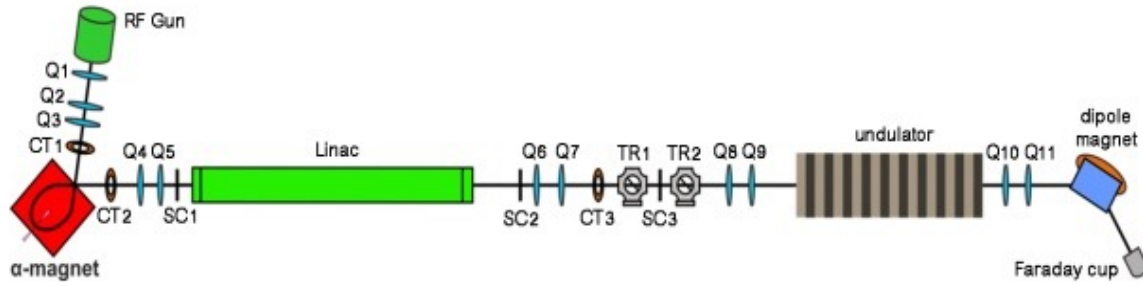 RF Gun
Q1
Q2
Q3
CT1
α-magnet
CT2
Q4
Q5
SC1
Linac
SC2
Q6
Q7
CT3
TR1
SC3
TR2
Q8
Q9
undulator
Q10
Q11
dipole
magnet
Faraday cup